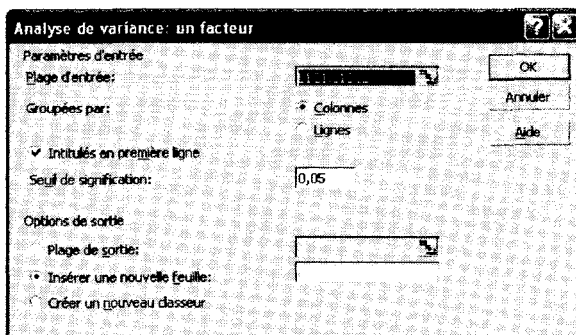 Analyse de variance: un facteur
Paramètres d'entrée
Plage d'entrée:
OK
Groupées par:
Colonnes
Annuler
Lignes
Aide
Intitulés en première ligne
Seuil de signification:
0,05
Options de sortie
Plage de sortie:
Insérer une nouvelle feuille:
Créer un nouveau classeur